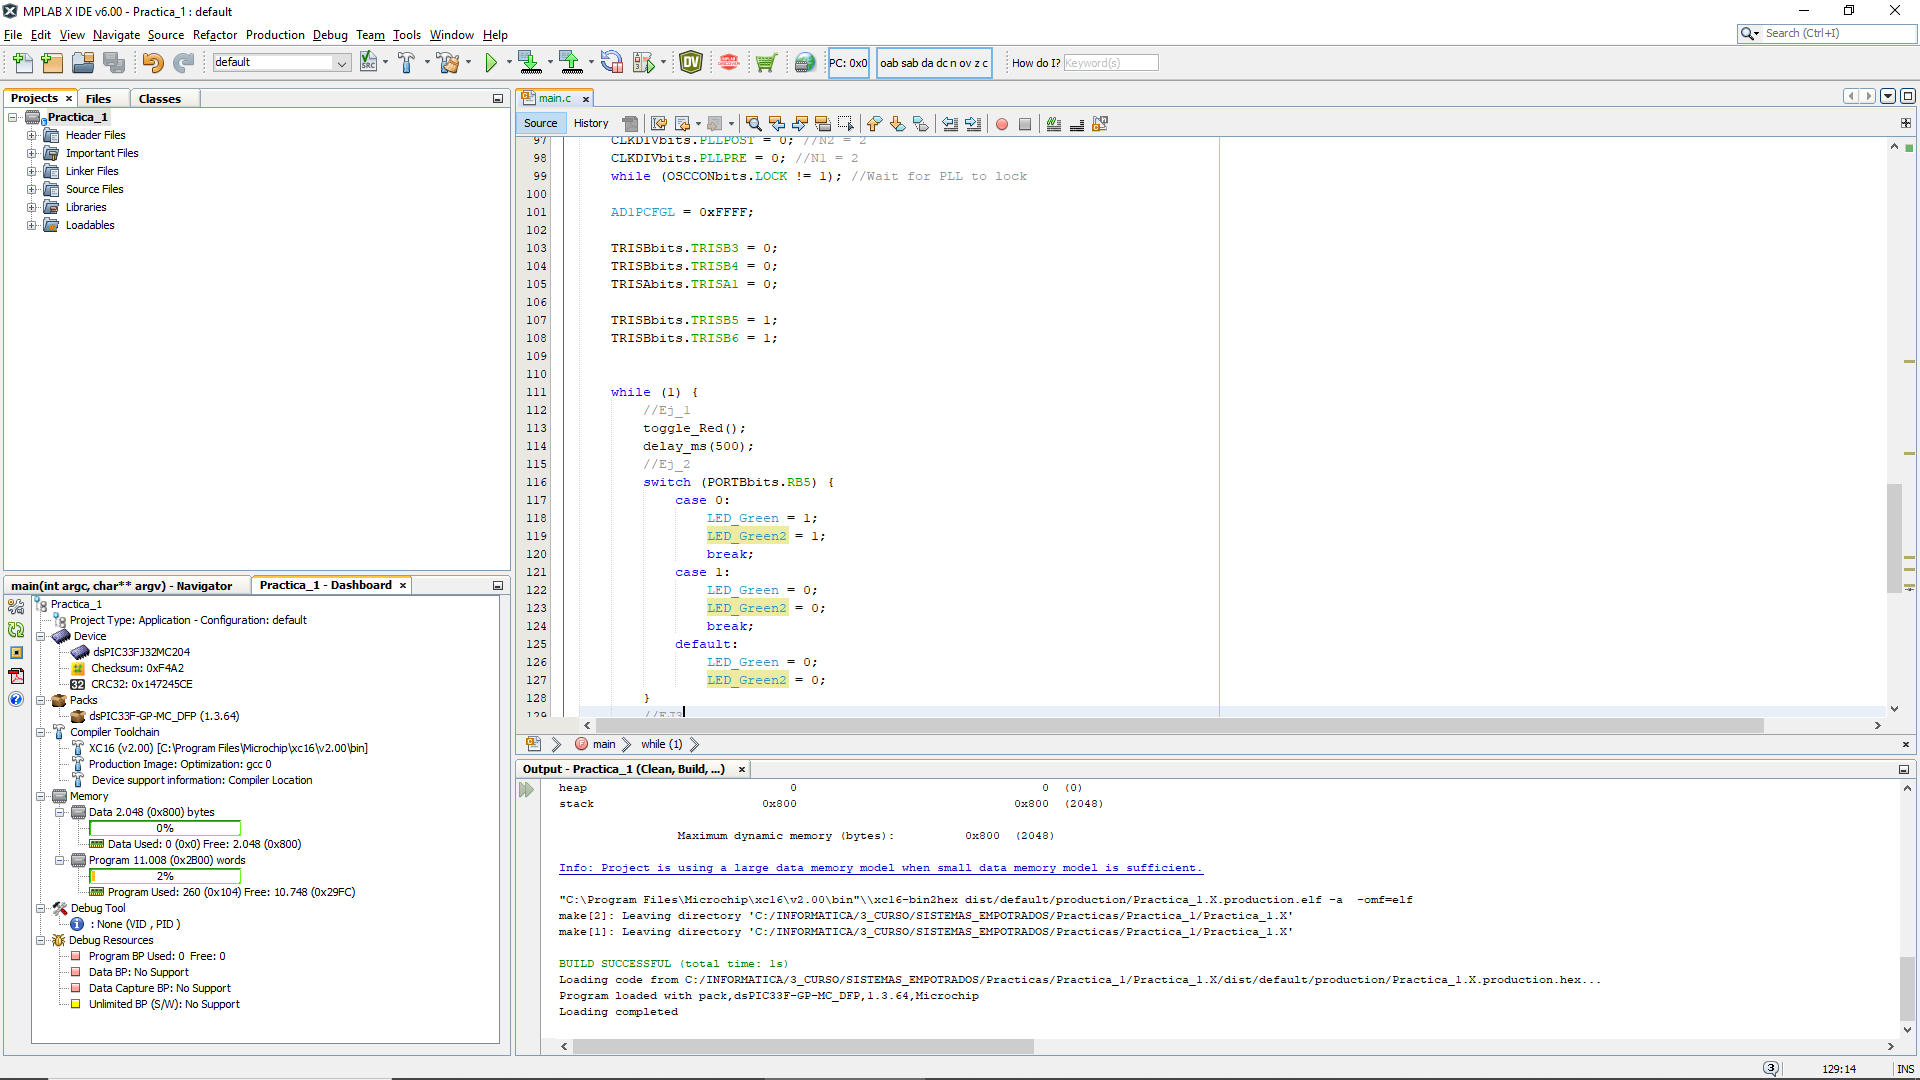 MPLAB X IDE v6.00 - Practica_1 : default
File Edit View Navigate Source Refactor Production Debug Team Tools Window Help
Search (Ctrl+I)
default
PC: 0x0
oab sab da dc n ov z c
How do I?
Keyword(s)
Projects
Files
Classes
Practica_1
Header Files
Important Files
Linker Files
Source Files
Libraries
Loadables
main(int argc, char** argv) - Navigator
Practica_1 - Dashboard
Practica_1
Project Type: Application - Configuration: default
Device
dsPIC33FJ32MC204
Checksum: 0xF4A2
CRC32: 0x147245CE
Packs
dsPIC33F-GP-MC_DFP (1.3.64)
Compiler Toolchain
XC16 (v2.00) [C:\Program Files\Microchip\xc16\v2.00\bin]
Production Image: Optimization: gcc 0
Device support information: Compiler Location
Memory
Data 2.048 (0x800) bytes
0%
Data Used: 0 (0x0) Free: 2.048 (0x800)
Program 11.008 (0x2B00) words
2%
Program Used: 260 (0x104) Free: 10.748 (0x29FC)
Debug Tool
: None (VID , PID )
Debug Resources
Program BP Used: 0 Free: 0
Data BP: No Support
Data Capture BP: No Support
Unlimited BP (S/W): No Support
main.c
Source History
97 CLKDIVbits.PLLPOST = 0; //N2 = 2
98 CLKDIVbits.PLLPRE = 0; //N1 = 2
99 while (OSCCONbits.LOCK != 1); //Wait for PLL to lock
100
101 AD1PCFGL = 0xFFFF;
102
103 TRISBbits.TRISB3 = 0;
104 TRISBbits.TRISB4 = 0;
105 TRISAbits.TRISA1 = 0;
106
107 TRISBbits.TRISB5 = 1;
108 TRISBbits.TRISB6 = 1;
109
110
111 while (1) {
112 //Ej_1
113 toggle_Red();
114 delay_ms(500);
115 //Ej_2
116 switch (PORTBbits.RB5) {
117 case 0:
118 LED_Green = 1;
119 LED_Green2 = 1;
120 break;
121 case 1:
122 LED_Green = 0;
123 LED_Green2 = 0;
124 break;
125 default:
126 LED_Green = 0;
127 LED_Green2 = 0;
128 }
129 //EJ3
main while (1)
Output - Practica_1 (Clean, Build, ...)
heap 0 0 (0)
stack 0x800 0x800 (2048)
Maximum dynamic memory (bytes): 0x800 (2048)
Info: Project is using a large data memory model when small data memory model is sufficient.
"C:\Program Files\Microchip\xc16\v2.00\bin"\\xc16-bin2hex dist/default/production/Practica_1.X.production.elf -a -omf=elf
make[2]: Leaving directory 'C:/INFORMATICA/3_CURSO/SISTEMAS_EMPOTRADOS/Practicas/Practica_1/Practica_1.X'
make[1]: Leaving directory 'C:/INFORMATICA/3_CURSO/SISTEMAS_EMPOTRADOS/Practicas/Practica_1/Practica_1.X'
BUILD SUCCESSFUL (total time: 1s)
Loading code from C:/INFORMATICA/3_CURSO/SISTEMAS_EMPOTRADOS/Practicas/Practica_1/Practica_1.X/dist/default/production/Practica_1.X.production.hex...
Program loaded with pack,dsPIC33F-GP-MC_DFP,1.3.64,Microchip
Loading completed
3
129:14
INS